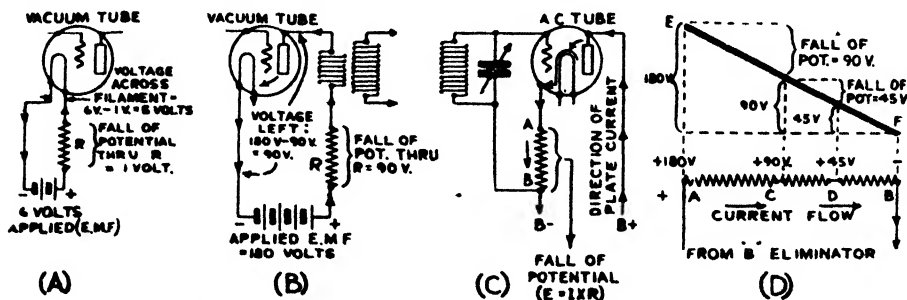 VACUUM TUBE
VOLTAGE
ACROSS
FILAMENT=
6V.-1V.=6 VOLTS
R
FALL OF
POTENTIAL
THRU R
= 1 VOLT.
- +
6 VOLTS
APPLIED (E.M.F)
(A)
VACUUM TUBE
VOLTAGE
LEFT:
180V-90V.
= 90V.
R
FALL OF
POT. THRU
R= 90 V.
- +
APPLIED E.M.F
=180 VOLTS
(B)
A C TUBE
A
B
B-
DIRECTION OF
PLATE CURRENT
B+
FALL OF
POTENTIAL
(E=IXR)
(C)
E
FALL OF
POT.= 90 V.
180V
90V
FALL OF
POT=45V
45V
F
+180V +90V +45V -
+ A C D B
CURRENT FLOW
FROM "B" ELIMINATOR
(D)